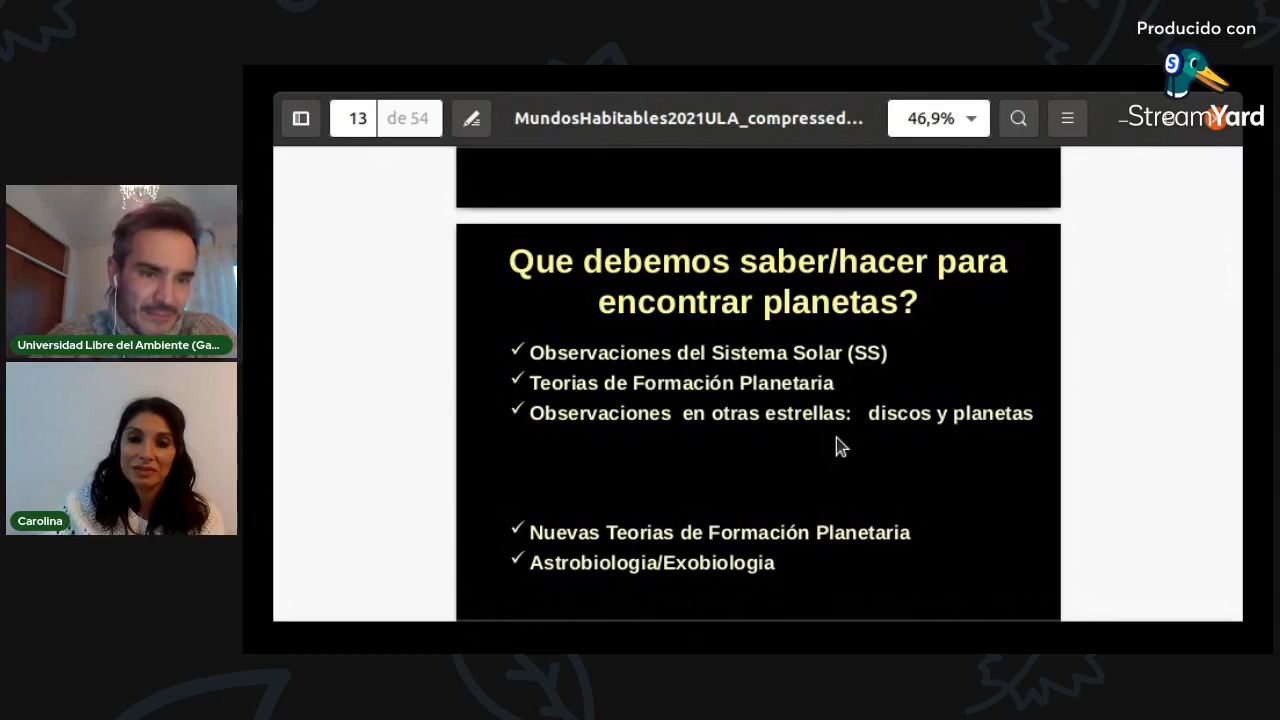 Producido con
StreamYard
13 de 54
MundosHabitables2021ULA_compressed...
46,9%
Que debemos saber/hacer para
encontrar planetas?
Observaciones del Sistema Solar (SS)
Teorias de Formación Planetaria
Observaciones en otras estrellas: discos y planetas
Nuevas Teorias de Formación Planetaria
Astrobiologia/Exobiologia
Universidad Libre del Ambiente (Ga...
Carolina